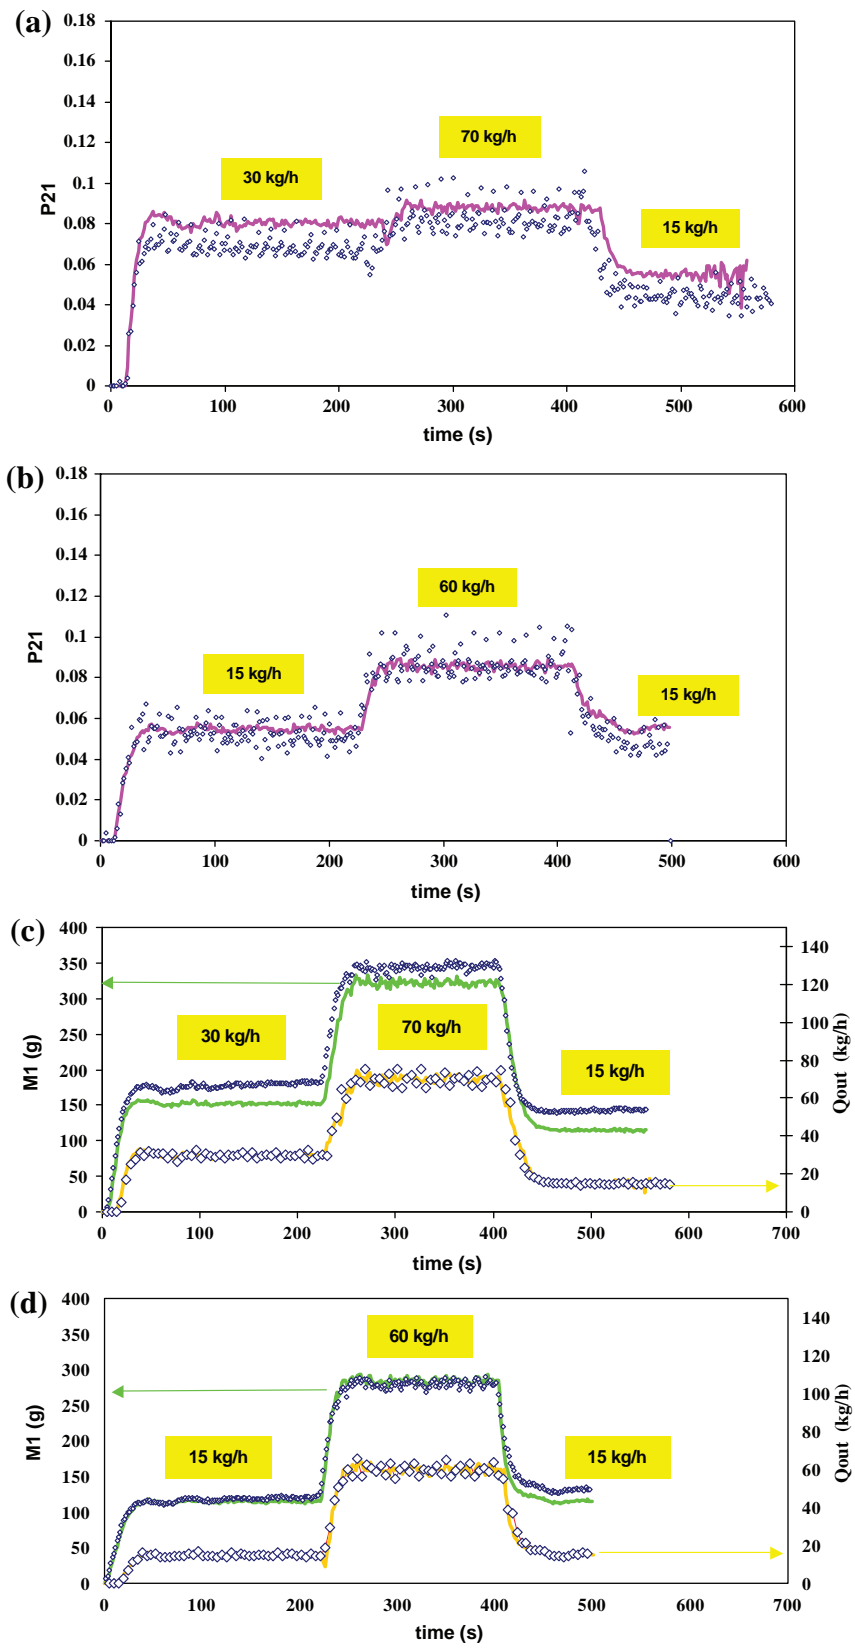 (a)
0.18
0.16
0.14
0.12
0.1
0.08
0.06
0.04
0.02
0
P21
30 kg/h
70 kg/h
15 kg/h
0 100 200 300 400 500 600
time (s)
(b)
0.18
0.16
0.14
0.12
0.1
0.08
0.06
0.04
0.02
0
P21
15 kg/h
60 kg/h
15 kg/h
0 100 200 300 400 500 600
time (s)
(c)
400
350
300
250
200
150
100
50
0
M1 (g)
30 kg/h
70 kg/h
15 kg/h
140
120
100
80
60
40
20
0
Qout (kg/h)
0 100 200 300 400 500 600 700
time (s)
(d)
400
350
300
250
200
150
100
50
0
M1 (g)
60 kg/h
15 kg/h
15 kg/h
140
120
100
80
60
40
20
0
Qout (kg/h)
0 100 200 300 400 500 600 700
time (s)